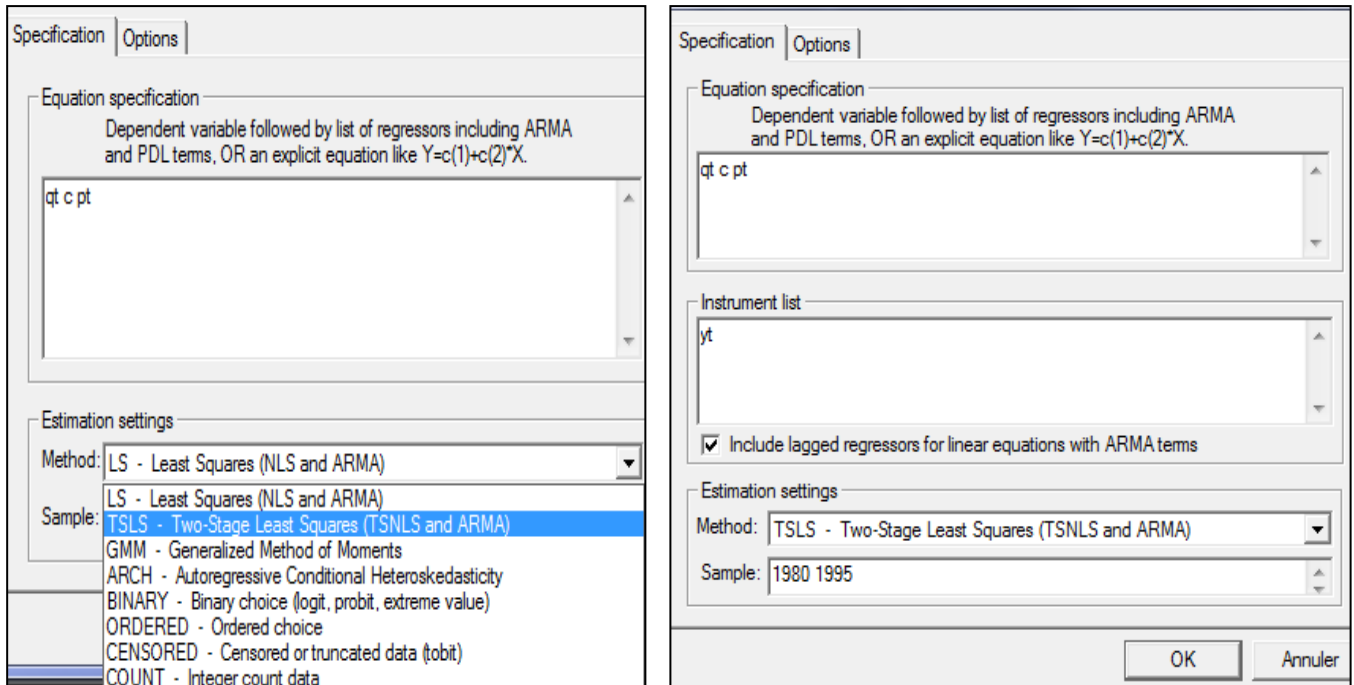 Specification Options
Equation specification
Dependent variable followed by list of regressors including ARMA
and PDL terms, OR an explicit equation like Y=c(1)+c(2)*X.
qt c pt
Estimation settings
Method: LS - Least Squares (NLS and ARMA)
LS - Least Squares (NLS and ARMA)
Sample: TSLS - Two-Stage Least Squares (TSNLS and ARMA)
GMM - Generalized Method of Moments
ARCH - Autoregressive Conditional Heteroskedasticity
BINARY - Binary choice (logit, probit, extreme value)
ORDERED - Ordered choice
CENSORED - Censored or truncated data (tobit)
COUNT - Integer count data
Specification Options
Equation specification
Dependent variable followed by list of regressors including ARMA
and PDL terms, OR an explicit equation like Y=c(1)+c(2)*X.
qt c pt
Instrument list
yt
Include lagged regressors for linear equations with ARMA terms
Estimation settings
Method: TSLS - Two-Stage Least Squares (TSNLS and ARMA)
Sample: 1980 1995
OK Annuler